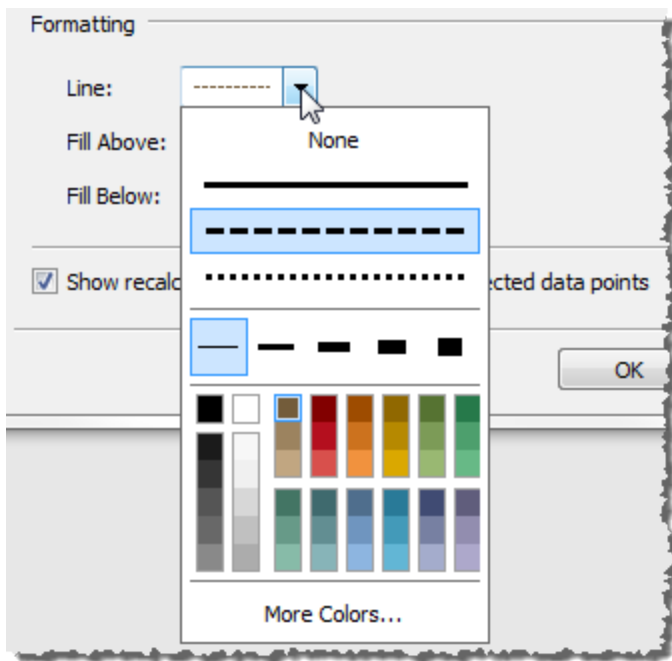 Formatting
Line:
None
Fill Above:
Fill Below:
Show recalc
ected data points
OK
More Colors...